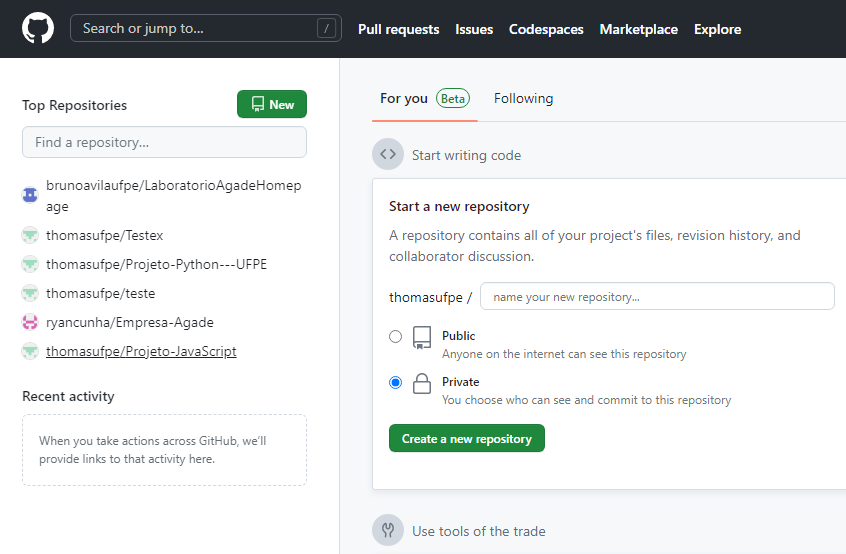 Search or jump to...
/
Pull requests Issues Codespaces Marketplace Explore
Top Repositories
New
Find a repository...
brunoavilaufpe/LaboratorioAgadeHomep
age
thomasufpe/Testex
thomasufpe/Projeto-Python---UFPE
thomasufpe/teste
ryancunha/Empresa-Agade
thomasufpe/Projeto-JavaScript
Recent activity
When you take actions across GitHub, we'll
provide links to that activity here.
For you Beta Following
Start writing code
Start a new repository
A repository contains all of your project's files, revision history, and
collaborator discussion.
thomasufpe / name your new repository...
Public
Anyone on the internet can see this repository
Private
You choose who can see and commit to this repository
Create a new repository
Use tools of the trade